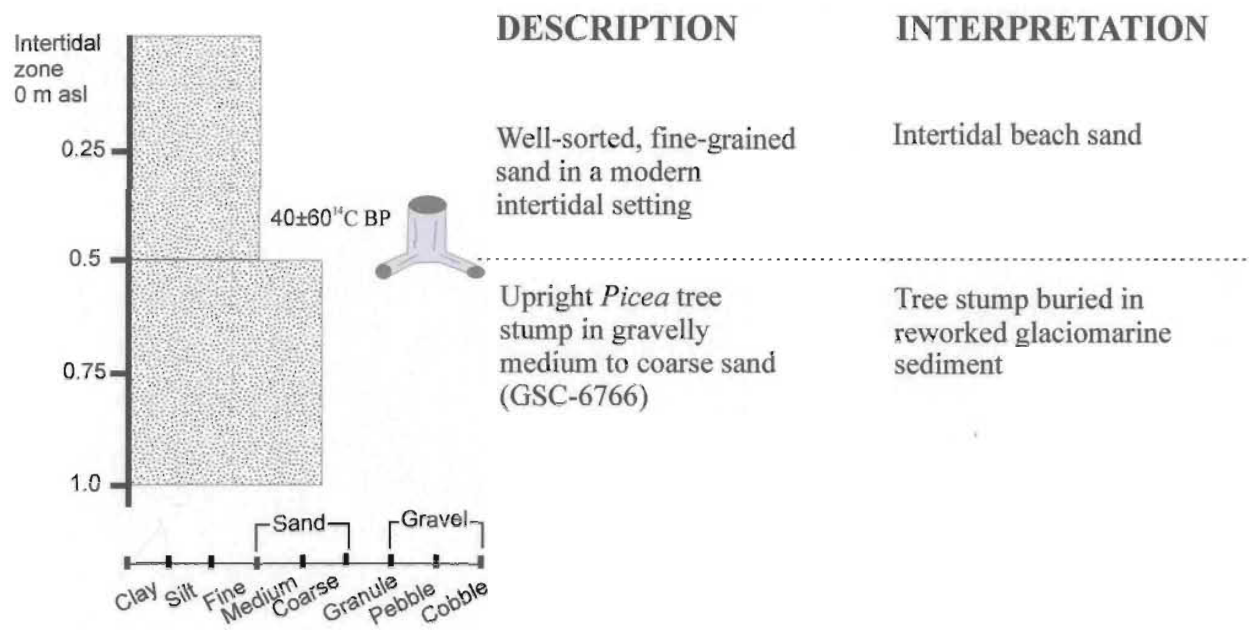 DESCRIPTION
INTERPRETATION
Intertidal
zone
0 m asl
0.25
0.5
0.75
1.0
40±60¹⁴C BP
Well-sorted, fine-grained
sand in a modern
intertidal setting
Intertidal beach sand
Upright Picea tree
stump in gravelly
medium to coarse sand
(GSC-6766)
Tree stump buried in
reworked glaciomarine
sediment
Sand
Gravel
Clay
Silt
Fine
Medium
Coarse
Granule
Pebble
Cobble